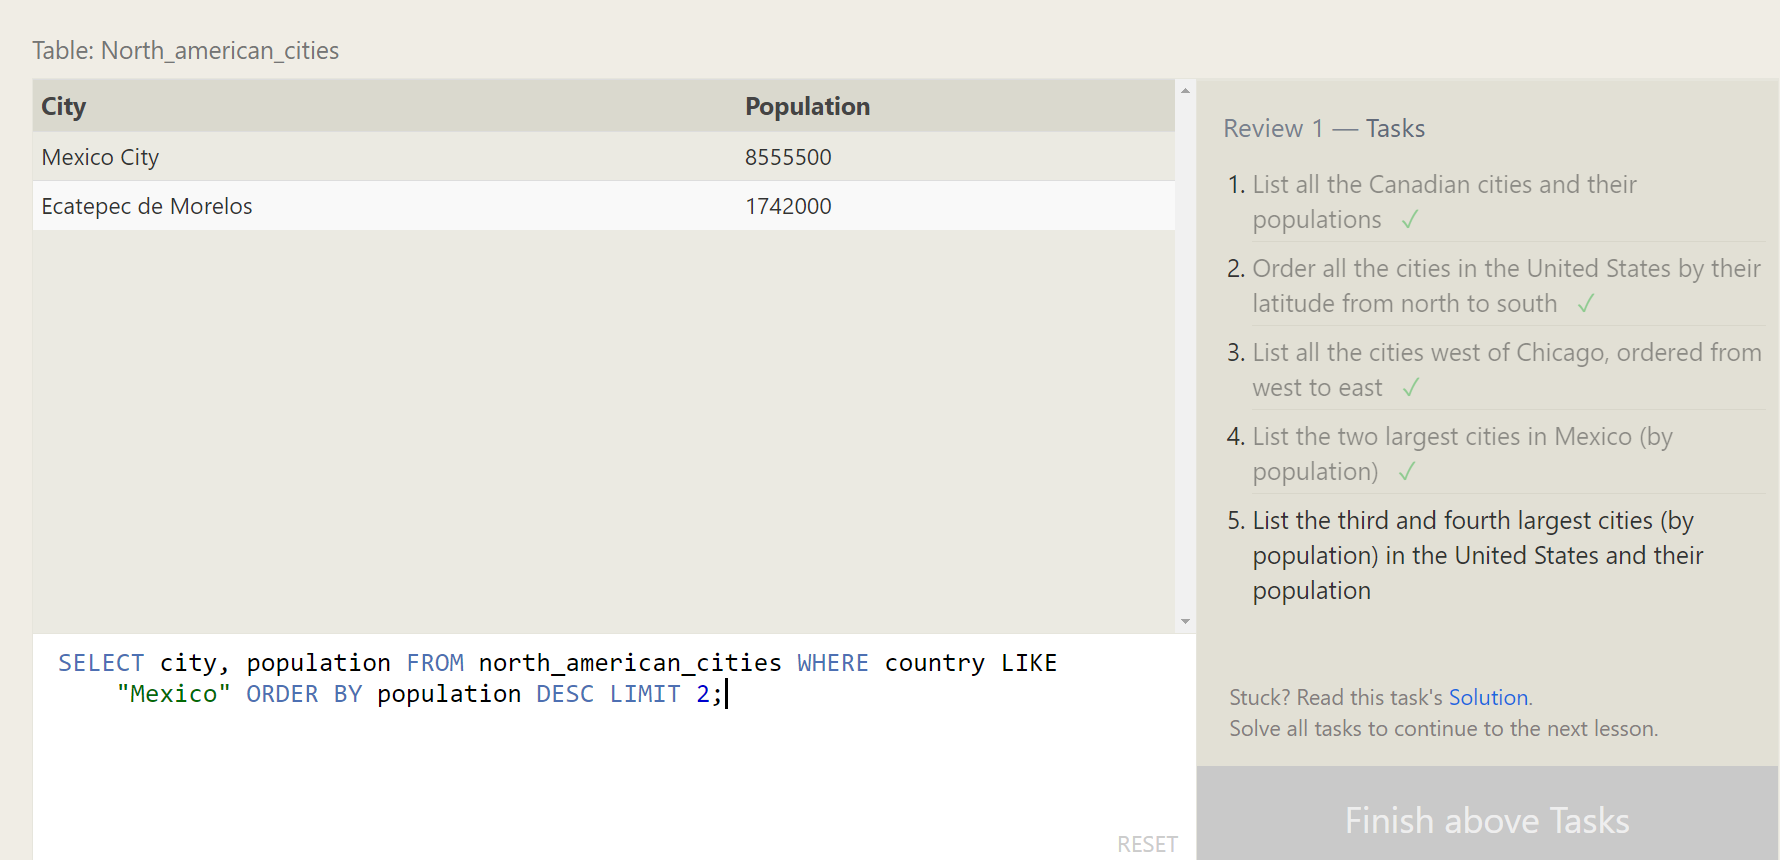 Table: North_american_cities
City Population
Mexico City 8555500
Ecatepec de Morelos 1742000
SELECT city, population FROM north_american_cities WHERE country LIKE
"Mexico" ORDER BY population DESC LIMIT 2;
RESET
Review 1 — Tasks
1. List all the Canadian cities and their
populations ✓
2. Order all the cities in the United States by their
latitude from north to south ✓
3. List all the cities west of Chicago, ordered from
west to east ✓
4. List the two largest cities in Mexico (by
population) ✓
5. List the third and fourth largest cities (by
population) in the United States and their
population
Stuck? Read this task's Solution.
Solve all tasks to continue to the next lesson.
Finish above Tasks